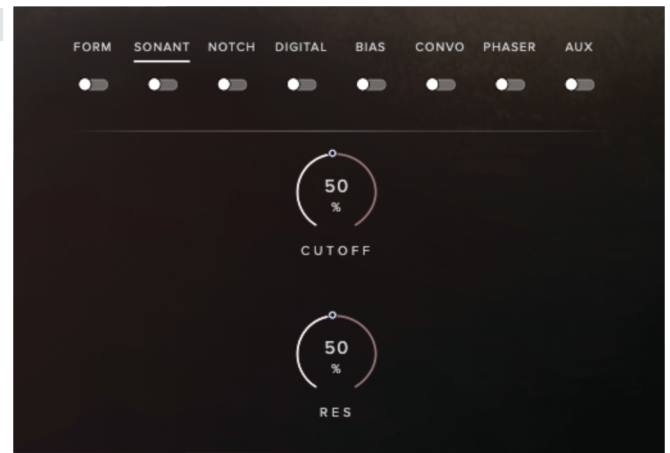 FORM SONANT NOTCH DIGITAL BIAS CONVO PHASER AUX
50
%
CUTOFF
50
%
RES